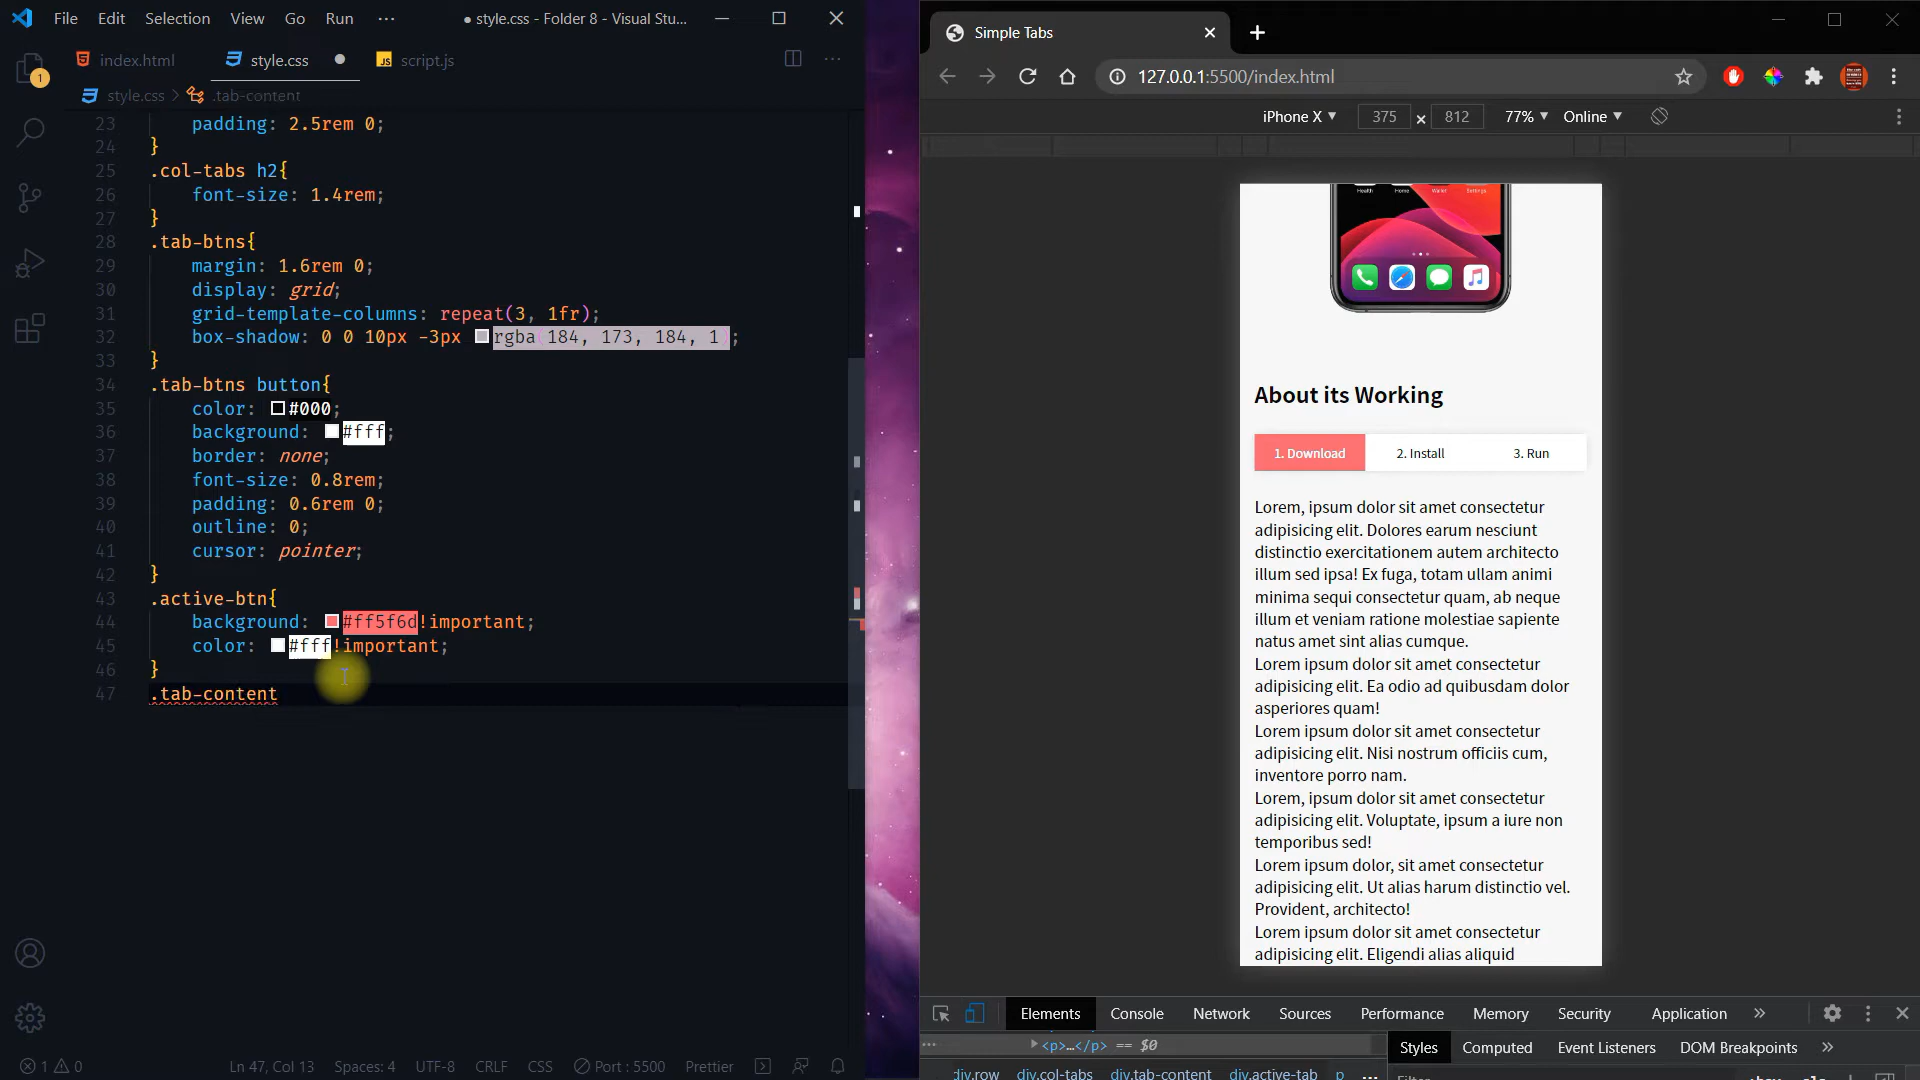 File Edit Selection View Go Run ··· ● style.css - Folder 8 - Visual Stu...
index.html style.css ● JS script.js ···
style.css > .tab-content
23 padding: 2.5rem 0;
24 }
25 .col-tabs h2{
26 font-size: 1.4rem;
27 }
28 .tab-btns{
29 margin: 1.6rem 0;
30 display: grid;
31 grid-template-columns: repeat(3, 1fr);
32 box-shadow: 0 0 10px -3px rgba(184, 173, 184, 1);
33 }
34 .tab-btns button{
35 color: #000;
36 background: #fff;
37 border: none;
38 font-size: 0.8rem;
39 padding: 0.6rem 0;
40 outline: 0;
41 cursor: pointer;
42 }
43 .active-btn{
44 background: #ff5f6d!important;
45 color: #fff!important;
46 }
47 .tab-content
1
1 0 Ln 47, Col 13 Spaces: 4 UTF-8 CRLF CSS Port : 5500 Prettier
Simple Tabs
127.0.0.1:5500/index.html
iPhone X ▼ 375 × 812 77% ▼ Online ▼
Health Home Wallet Settings
About its Working
1. Download 2. Install 3. Run
Lorem, ipsum dolor sit amet consectetur
adipisicing elit. Dolores earum nesciunt
distinctio exercitationem autem architecto
illum sed ipsa! Ex fuga, totam ullam animi
minima sequi consectetur quam, ab neque
illum et veniam ratione molestiae sapiente
natus amet sint alias cumque.
Lorem ipsum dolor sit amet consectetur
adipisicing elit. Ea odio ad quibusdam dolor
asperiores quam!
Lorem ipsum dolor sit amet consectetur
adipisicing elit. Nisi nostrum officiis cum,
inventore porro nam.
Lorem, ipsum dolor sit amet consectetur
adipisicing elit. Voluptate, ipsum a iure non
temporibus sed!
Lorem ipsum dolor, sit amet consectetur
adipisicing elit. Ut alias harum distinctio vel.
Provident, architecto!
Lorem ipsum dolor sit amet consectetur
adipisicing elit. Eligendi alias aliquid
Elements Console Network Sources Performance Memory Security Application »
··· ▶<p>…</p> == $0
Styles Computed Event Listeners DOM Breakpoints »
div.row div.col-tabs div.tab-content div.active-tab p ...
Filter :hov .cls